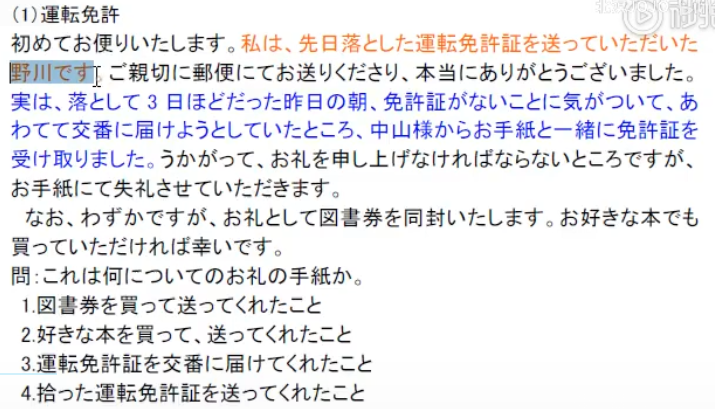 (1)運転免許
初めてお便りいたします。私は、先日落とした運転免許証を送っていただいた
野川です。ご親切に郵便にてお送りくださり、本当にありがとうございました。
実は、落として3日ほどだった昨日の朝、免許証がないことに気がついて、あ
わてて交番に届けようとしていたところ、中山様からお手紙と一緒に免許証を
受け取りました。うかがって、お礼を申し上げなければならないところですが、
お手紙にて失礼させていただきます。
なお、わずかですが、お礼として図書券を同封いたします。お好きな本でも
買っていただければ幸いです。
問:これは何についてのお礼の手紙か。
1.図書券を買って送ってくれたこと
2.好きな本を買って、送ってくれたこと
3.運転免許証を交番に届けてくれたこと
4.拾った運転免許証を送ってくれたこと